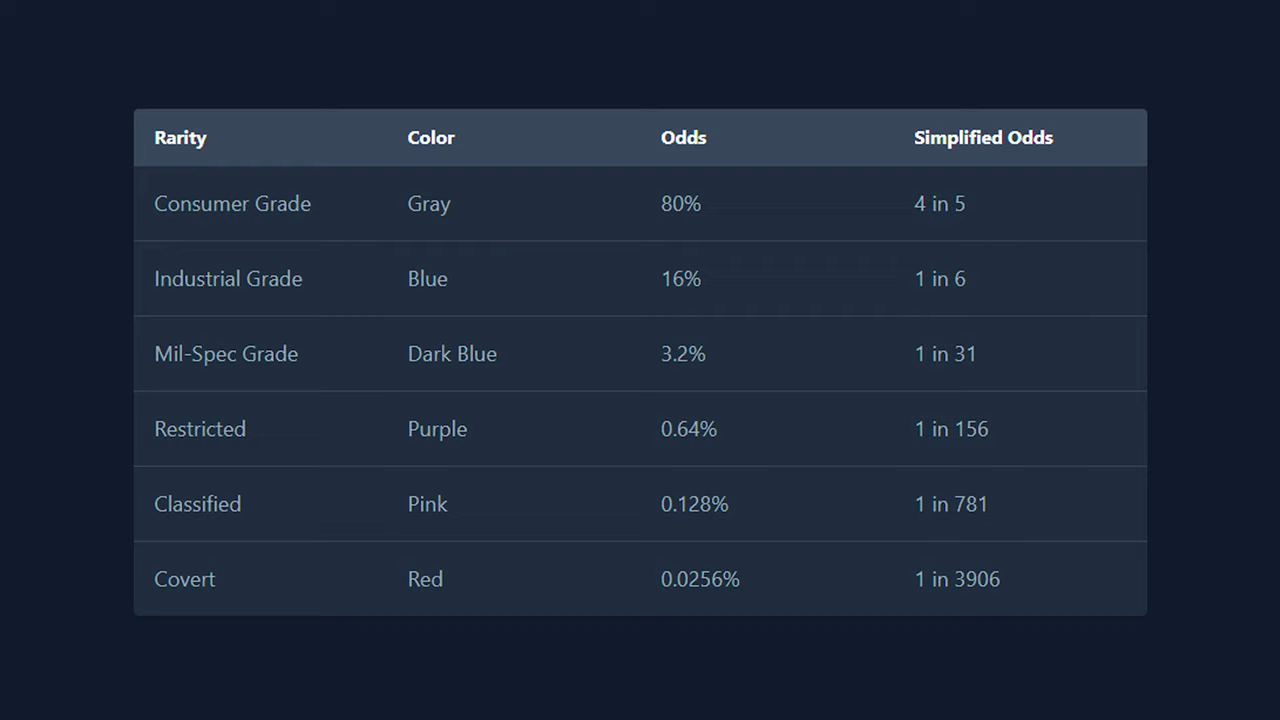 Rarity Color Odds Simplified Odds
Consumer Grade Gray 80% 4 in 5
Industrial Grade Blue 16% 1 in 6
Mil-Spec Grade Dark Blue 3.2% 1 in 31
Restricted Purple 0.64% 1 in 156
Classified Pink 0.128% 1 in 781
Covert Red 0.0256% 1 in 3906